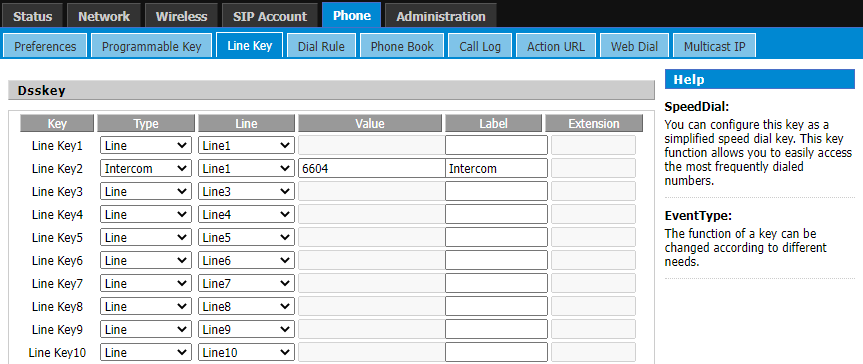 Status Network Wireless SIP Account Phone Administration
Preferences Programmable Key Line Key Dial Rule Phone Book Call Log Action URL Web Dial Multicast IP
Dsskey
Key Type Line Value Label Extension
Line Key1 Line Line1
Line Key2 Intercom Line1 6604 Intercom
Line Key3 Line Line3
Line Key4 Line Line4
Line Key5 Line Line5
Line Key6 Line Line6
Line Key7 Line Line7
Line Key8 Line Line8
Line Key9 Line Line9
Line Key10 Line Line10
Help
SpeedDial:
You can configure this key as a
simplified speed dial key. This key
function allows you to easily access
the most frequently dialed
numbers.
EventType:
The function of a key can be
changed according to different
needs.